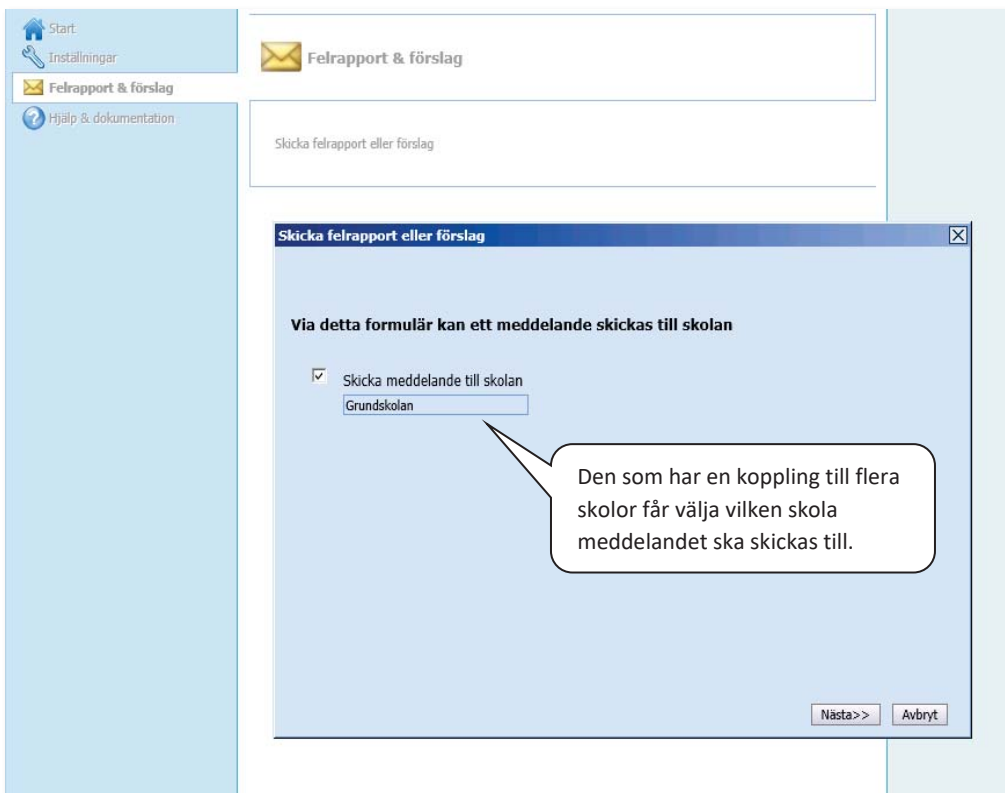 Start
Inställningar
Felrapport & förslag
Hjälp & dokumentation
Felrapport & förslag
Skicka felrapport eller förslag
Skicka felrapport eller förslag
Via detta formulär kan ett meddelande skickas till skolan
Skicka meddelande till skolan
Grundskolan
Den som har en koppling till flera
skolor får välja vilken skola
meddelandet ska skickas till.
Nästa>>
Avbryt